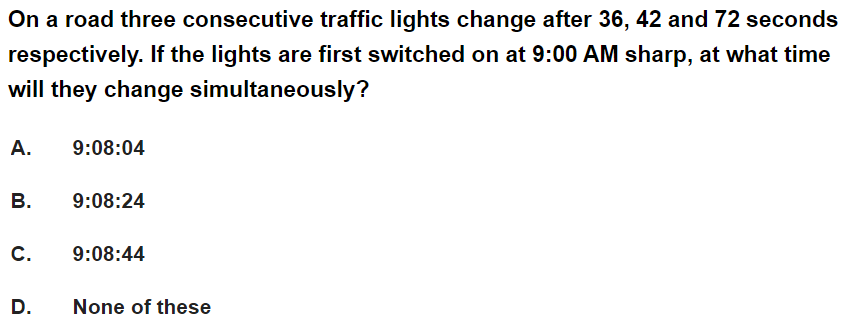 On a road three consecutive traffic lights change after 36, 42 and 72 seconds
respectively. If the lights are first switched on at 9:00 AM sharp, at what time
will they change simultaneously?
A. 9:08:04
B. 9:08:24
C. 9:08:44
D. None of these